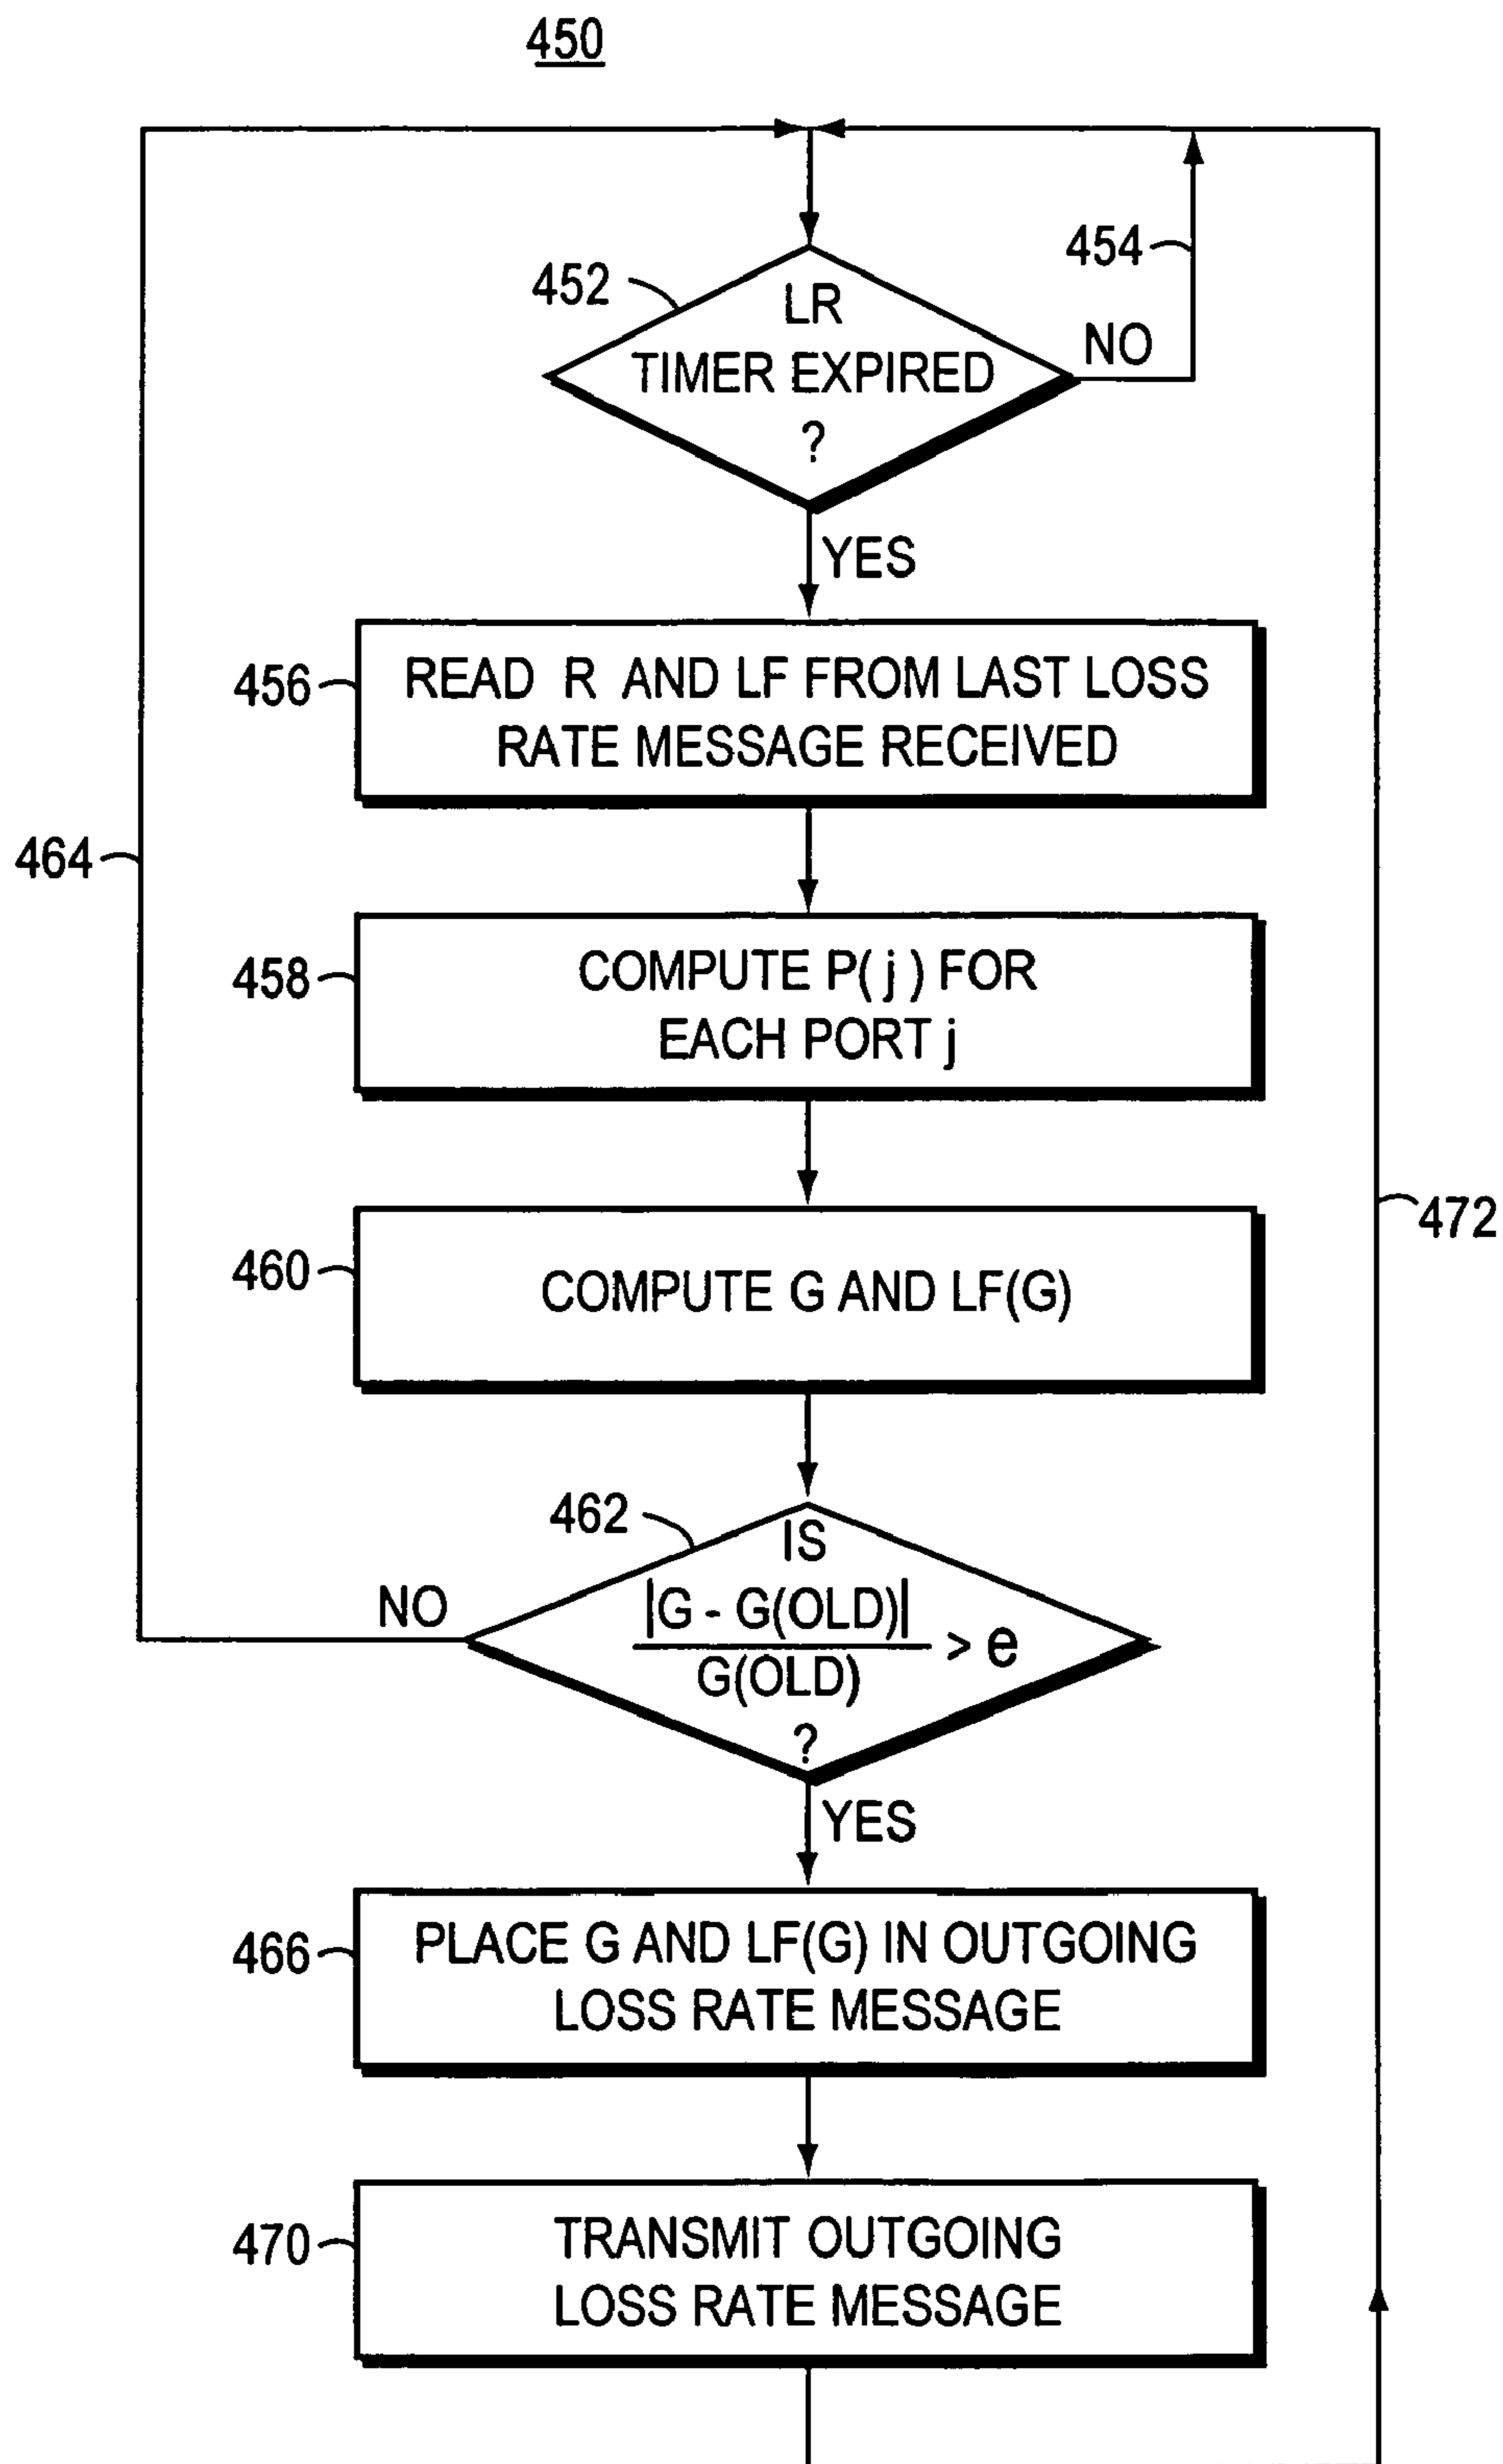 450
454
452
LR
TIMER EXPIRED
?
NO
YES
456
READ R AND LF FROM LAST LOSS
RATE MESSAGE RECEIVED
464
458
COMPUTE P( j ) FOR
EACH PORT j
472
460
COMPUTE G AND LF(G)
462
IS
|G - G(OLD)|
G(OLD)
> e
?
NO
YES
466
PLACE G AND LF(G) IN OUTGOING
LOSS RATE MESSAGE
470
TRANSMIT OUTGOING
LOSS RATE MESSAGE